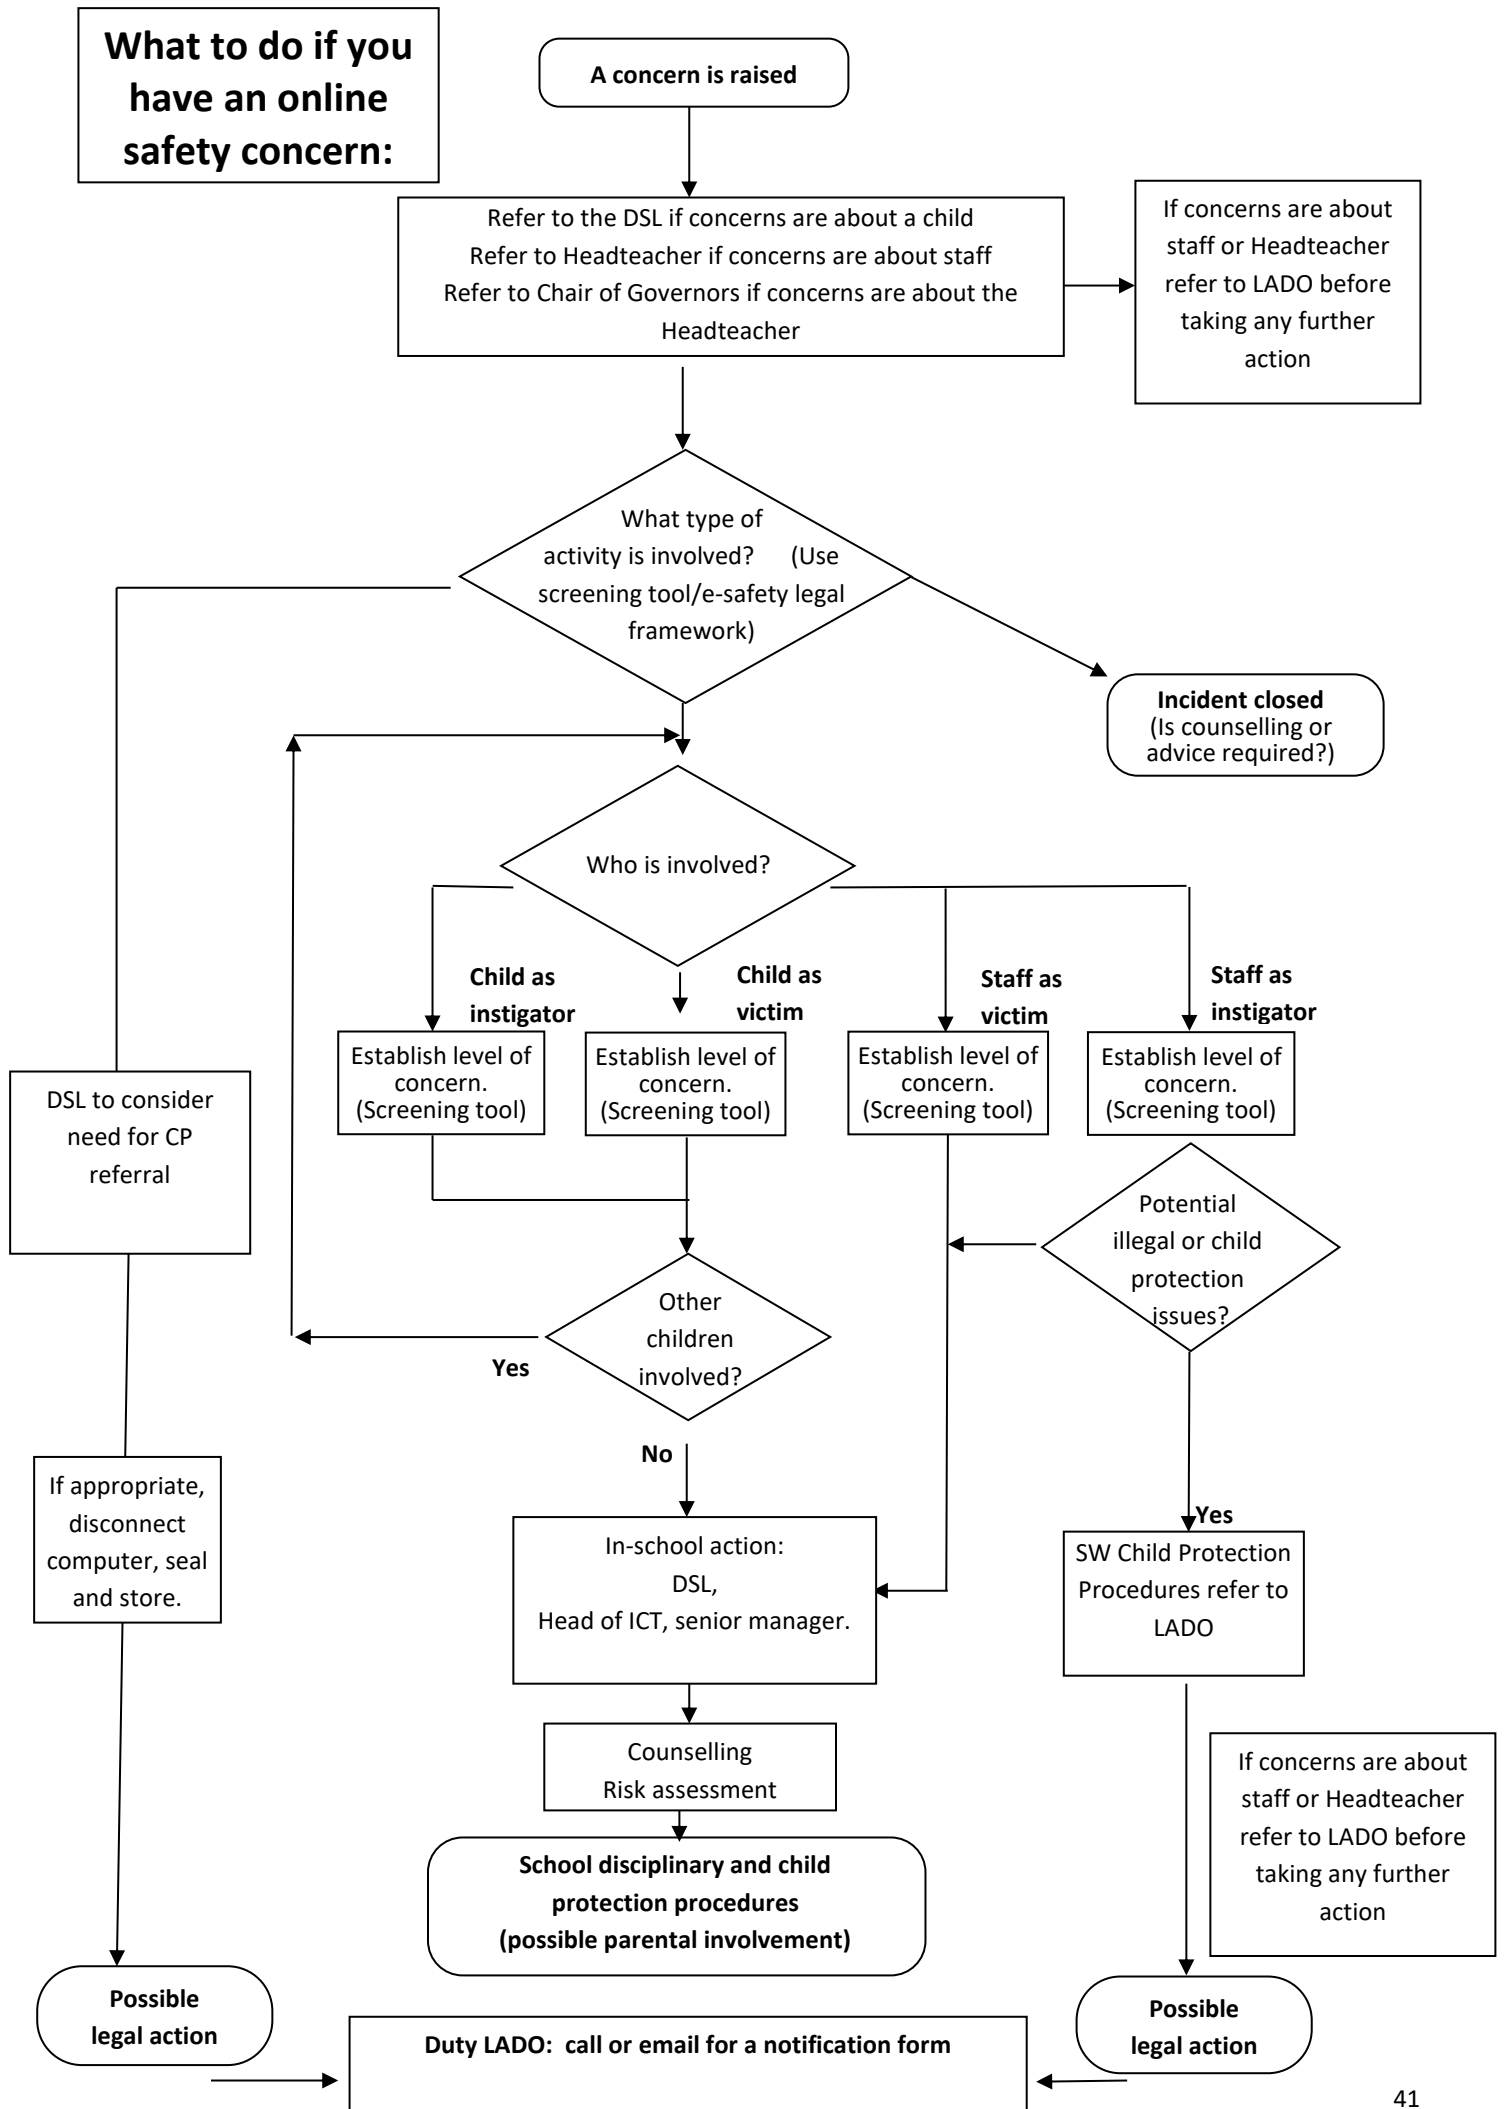 What to do if you
have an online
safety concern:
A concern is raised
Refer to the DSL if concerns are about a child
Refer to Headteacher if concerns are about staff
Refer to Chair of Governors if concerns are about the
Headteacher
If concerns are about
staff or Headteacher
refer to LADO before
taking any further
action
What type of
activity is involved? (Use
screening tool/e-safety legal
framework)
Incident closed
(Is counselling or
advice required?)
Who is involved?
Child as
instigator
Child as
victim
Staff as
victim
Staff as
instigator
Establish level of
concern.
(Screening tool)
Establish level of
concern.
(Screening tool)
Establish level of
concern.
(Screening tool)
Establish level of
concern.
(Screening tool)
DSL to consider
need for CP
referral
Potential
illegal or child
protection
issues?
Other
children
involved?
Yes
No
If appropriate,
disconnect
computer, seal
and store.
In-school action:
DSL,
Head of ICT, senior manager.
Yes
SW Child Protection
Procedures refer to
LADO
Counselling
Risk assessment
If concerns are about
staff or Headteacher
refer to LADO before
taking any further
action
School disciplinary and child
protection procedures
(possible parental involvement)
Possible
legal action
Possible
legal action
Duty LADO: call or email for a notification form
41